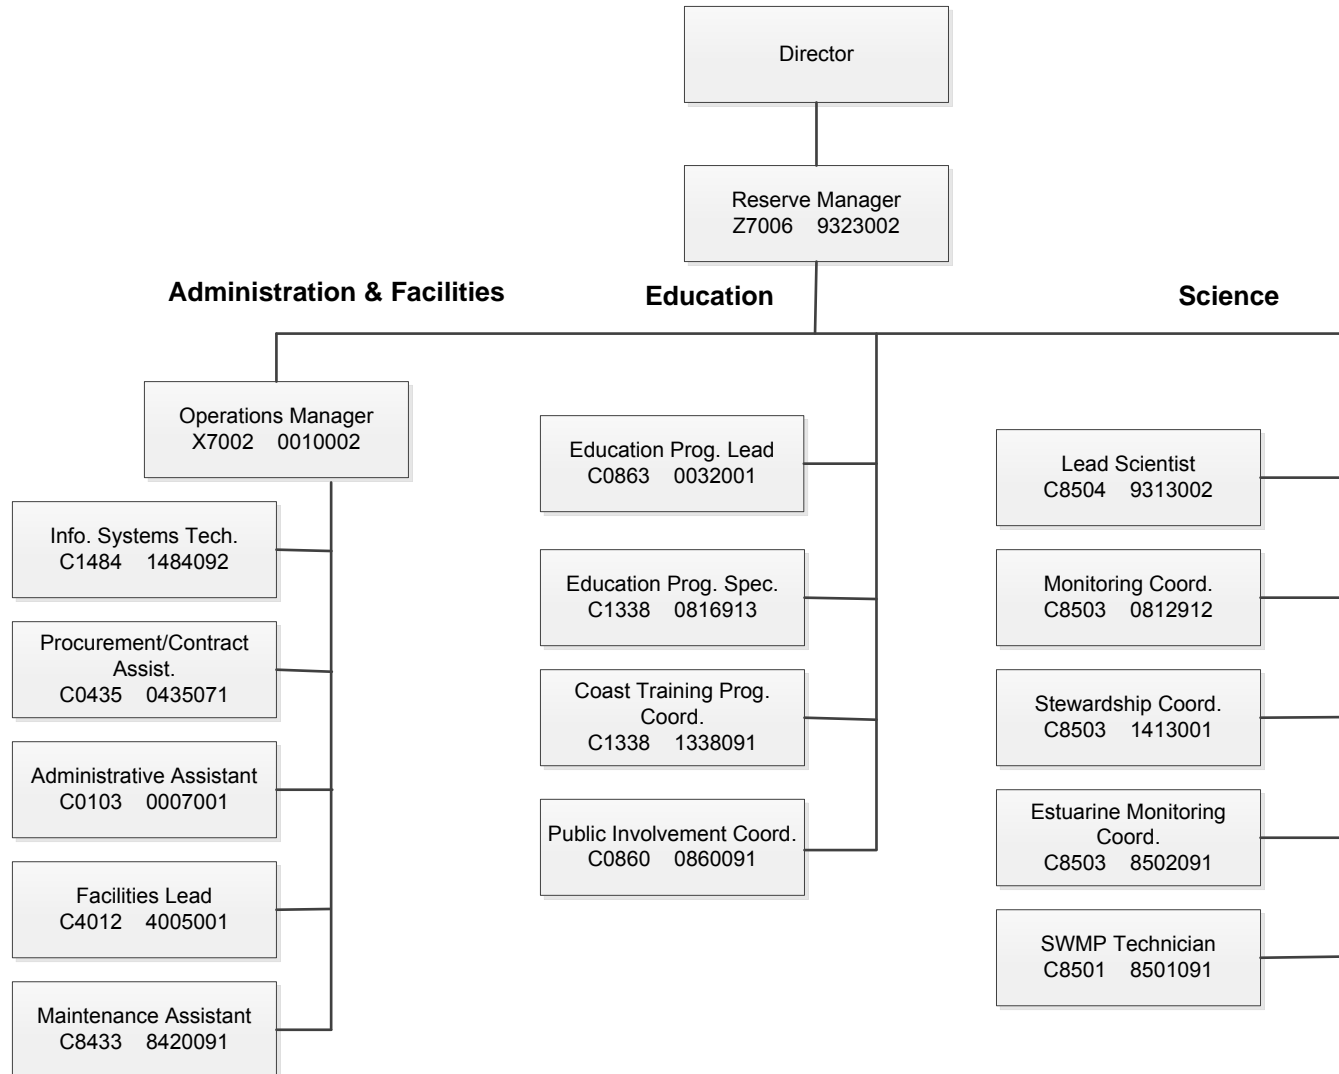 Director
Reserve Manager
Z7006 9323002
Administration & Facilities
Education
Science
Operations Manager
X7002 0010002
Info. Systems Tech.
C1484 1484092
Procurement/Contract
Assist.
C0435 0435071
Administrative Assistant
C0103 0007001
Facilities Lead
C4012 4005001
Maintenance Assistant
C8433 8420091
Education Prog. Lead
C0863 0032001
Education Prog. Spec.
C1338 0816913
Coast Training Prog.
Coord.
C1338 1338091
Public Involvement Coord.
C0860 0860091
Lead Scientist
C8504 9313002
Monitoring Coord.
C8503 0812912
Stewardship Coord.
C8503 1413001
Estuarine Monitoring
Coord.
C8503 8502091
SWMP Technician
C8501 8501091